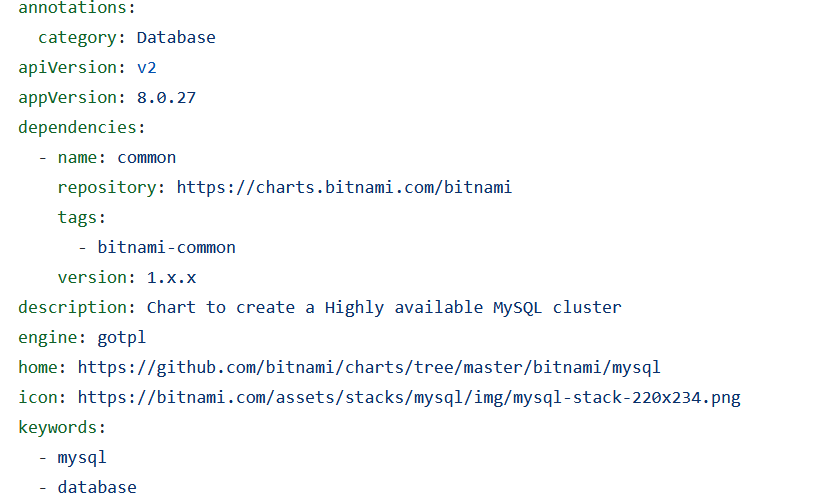 annotations:
  category: Database
apiVersion: v2
appVersion: 8.0.27
dependencies:
  - name: common
    repository: https://charts.bitnami.com/bitnami
    tags:
      - bitnami-common
    version: 1.x.x
description: Chart to create a Highly available MySQL cluster
engine: gotpl
home: https://github.com/bitnami/charts/tree/master/bitnami/mysql
icon: https://bitnami.com/assets/stacks/mysql/img/mysql-stack-220x234.png
keywords:
  - mysql
  - database